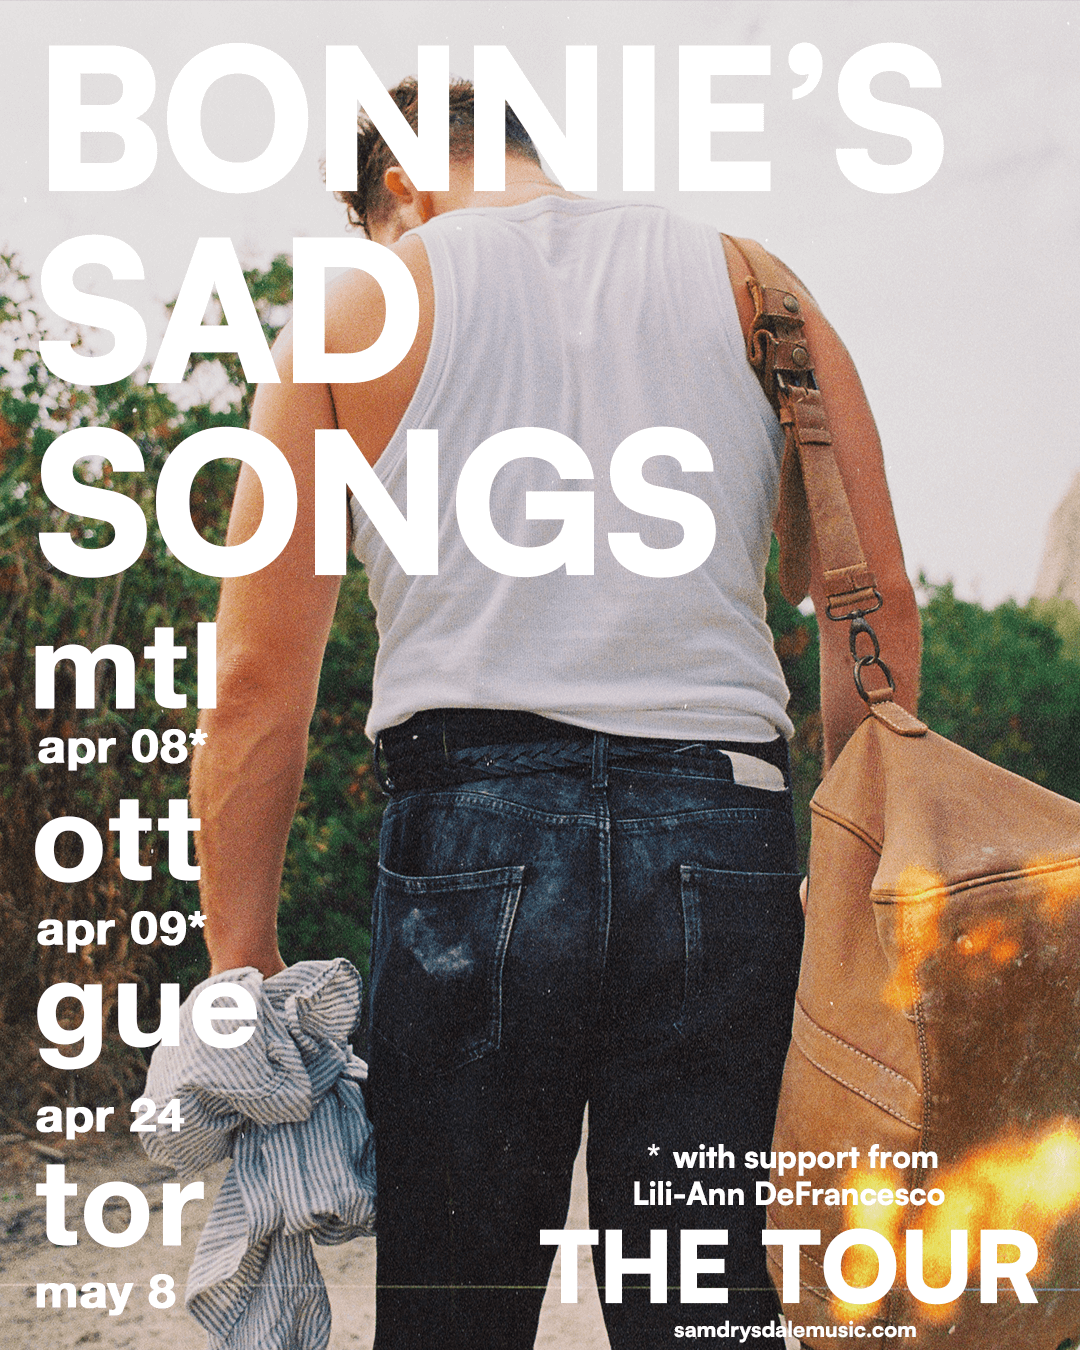 BONNIE’S
SAD
SONGS
mtl
apr 08*
ott
apr 09*
gue
apr 24
tor
may 8
* with support from
Lili-Ann DeFrancesco
THE TOUR
samdrysdalemusic.com